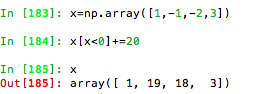 In [183]: x=np.array([1,-1,-2,3])
In [184]: x[x<0]+=20
In [185]: x
Out[185]: array([ 1, 19, 18,  3])